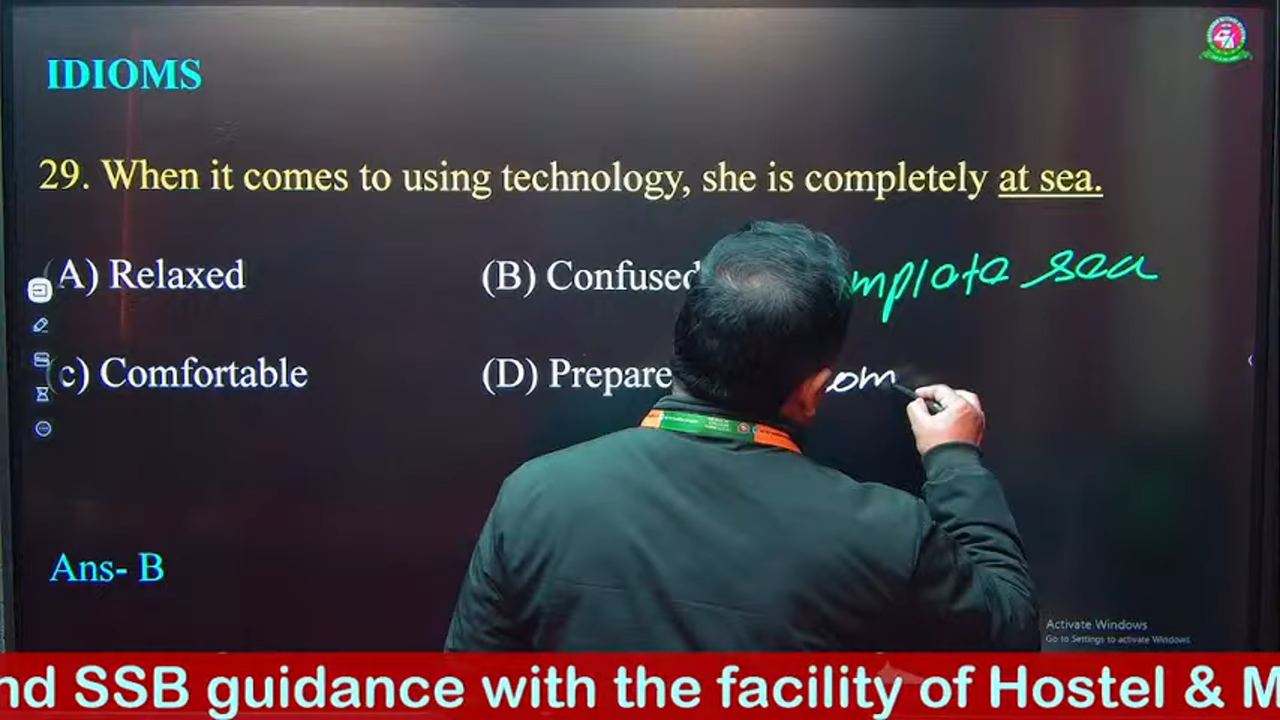 IDIOMS
29. When it comes to using technology, she is completely at sea.
(A) Relaxed
(B) Confused
mplate sea
(c) Comfortable
(D) Prepare
om
Ans- B
Activate Windows
Go to Settings to activate Windows.
nd SSB guidance with the facility of Hostel & M